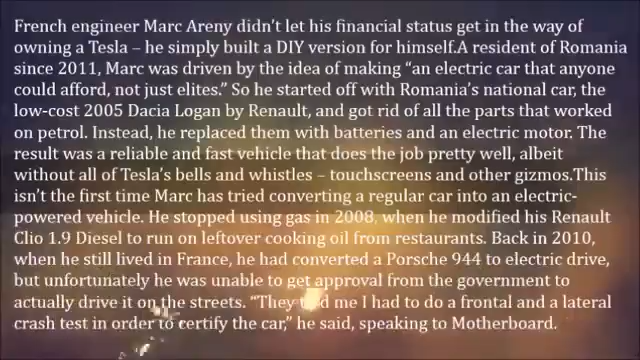 French engineer Marc Areny didn't let his financial status get in the way of
owning a Tesla – he simply built a DIY version for himself.A resident of Romania
since 2011, Marc was driven by the idea of making “an electric car that anyone
could afford, not just elites.” So he started off with Romania's national car, the
low-cost 2005 Dacia Logan by Renault, and got rid of all the parts that worked
on petrol. Instead, he replaced them with batteries and an electric motor. The
result was a reliable and fast vehicle that does the job pretty well, albeit
without all of Tesla's bells and whistles – touchscreens and other gizmos.This
isn't the first time Marc has tried converting a regular car into an electric-
powered vehicle. He stopped using gas in 2008, when he modified his Renault
Clio 1.9 Diesel to run on leftover cooking oil from restaurants. Back in 2010,
when he still lived in France, he had converted a Porsche 944 to electric drive,
but unfortunately he was unable to get approval from the government to
actually drive it on the streets. “They told me I had to do a frontal and a lateral
crash test in order to certify the car,” he said, speaking to Motherboard.